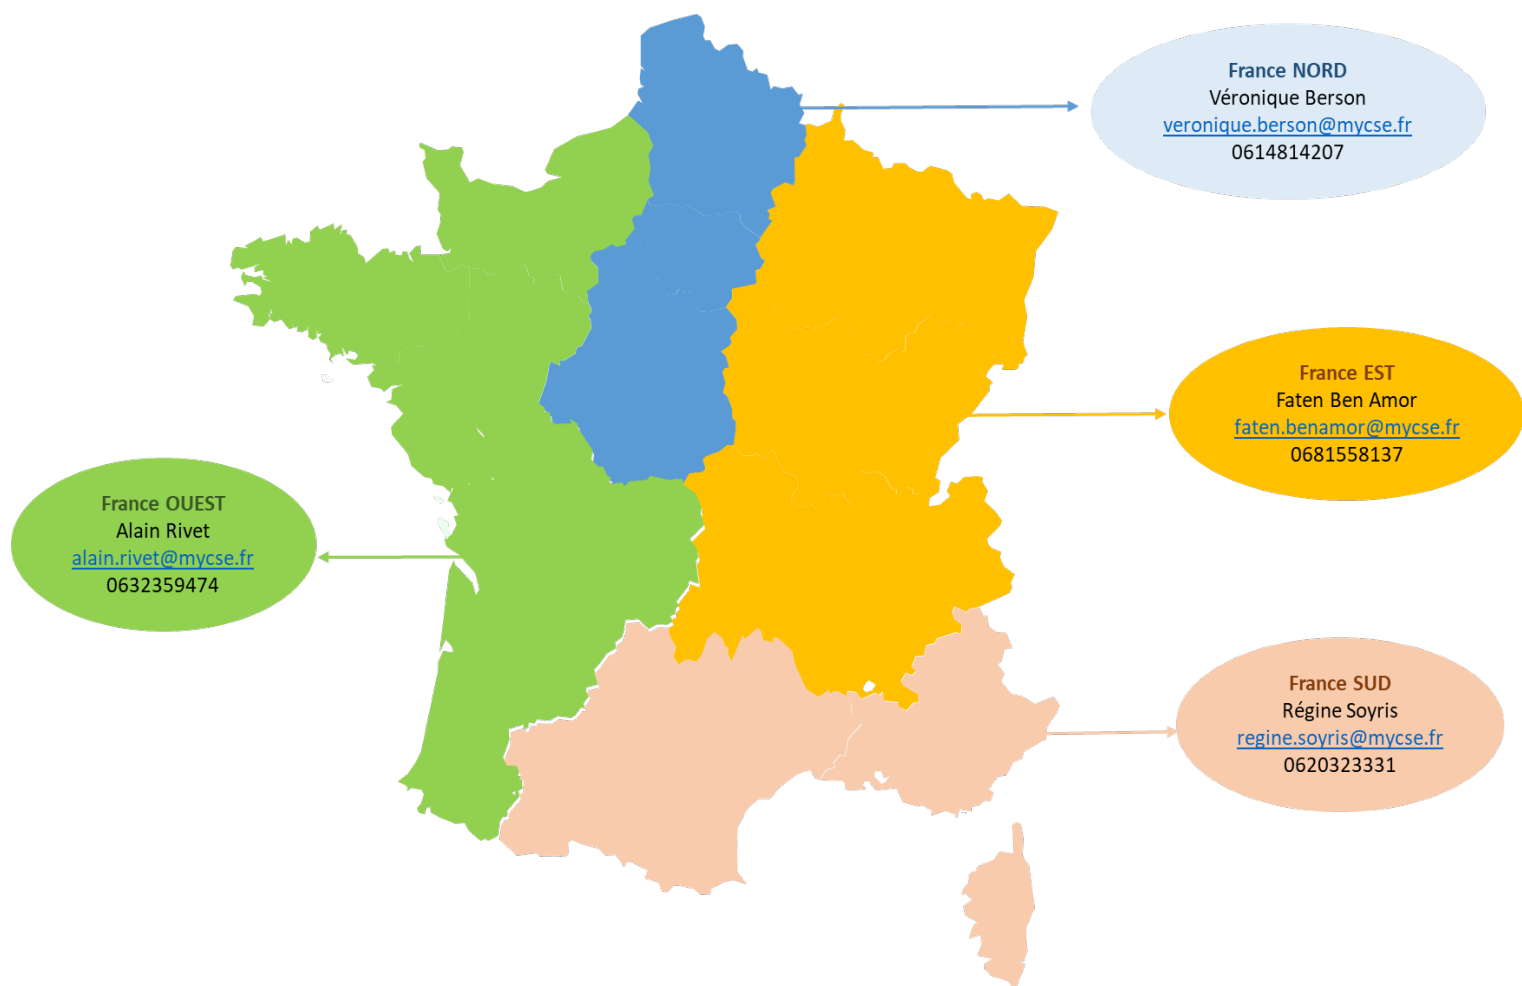 France NORD
Véronique Berson
veronique.berson@mycse.fr
0614814207
France EST
Faten Ben Amor
faten.benamor@mycse.fr
0681558137
France OUEST
Alain Rivet
alain.rivet@mycse.fr
0632359474
France SUD
Régine Soyris
regine.soyris@mycse.fr
0620323331